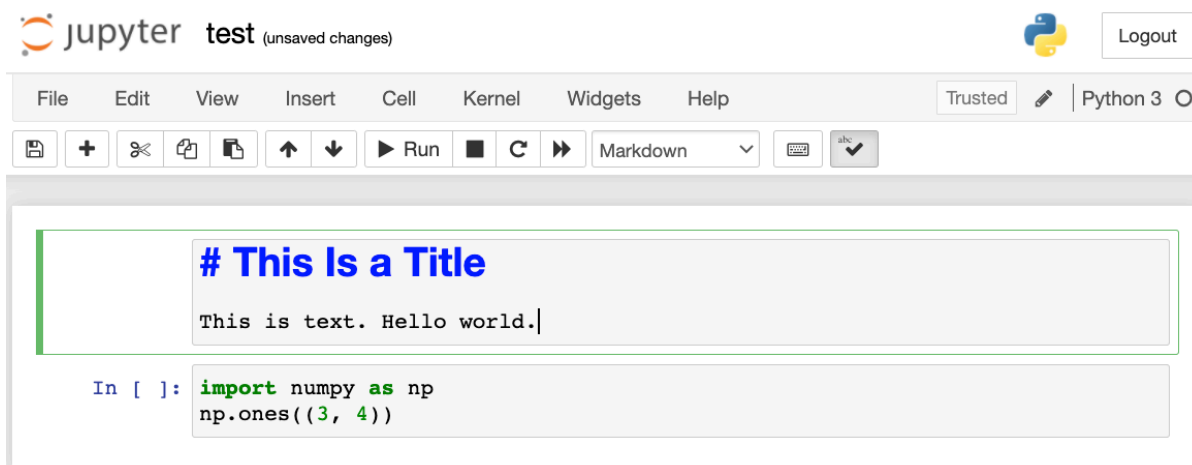 jupyter test (unsaved changes) Logout
File Edit View Insert Cell Kernel Widgets Help Trusted Python 3
Run Markdown abc
# This Is a Title
This is text. Hello world.
In [ ]: import numpy as np
np.ones((3, 4))